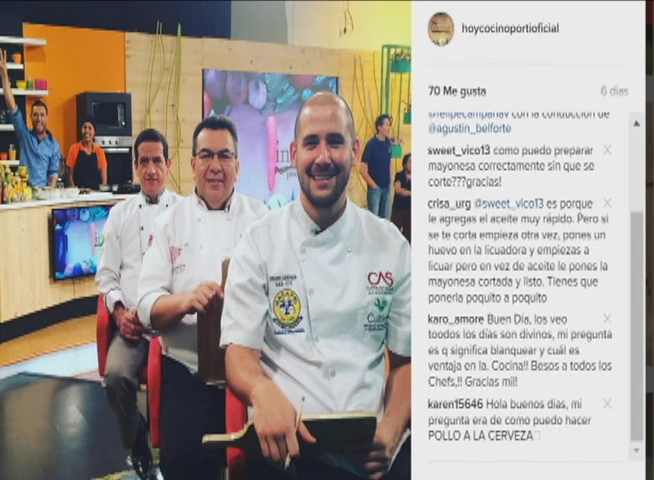 hoycocinoportioficial
70 Me gusta
6 días
@felipecampanav con la conducción de
@agustin_belforte
sweet_vico13 como puedo preparar
mayonesa correctamente sin que se
corte???gracias!
crisa_urg @sweet_vico13 es porque
le agregas el aceite muy rápido. Pero si
se te corta empieza otra vez, pones un
huevo en la licuadora y empiezas a
licuar pero en vez de aceite le pones la
mayonesa cortada y listo. Tienes que
ponerla poquito a poquito
karo_amore Buen Día, los veo
toodos los días son divinos, mi pregunta
es q significa blanquear y cuál es
ventaja en la. Cocina!! Besos a todos los
Chefs,!! Gracias mil!
karen15646 Hola buenos días, mi
pregunta era de como puedo hacer
POLLO A LA CERVEZA
CAS